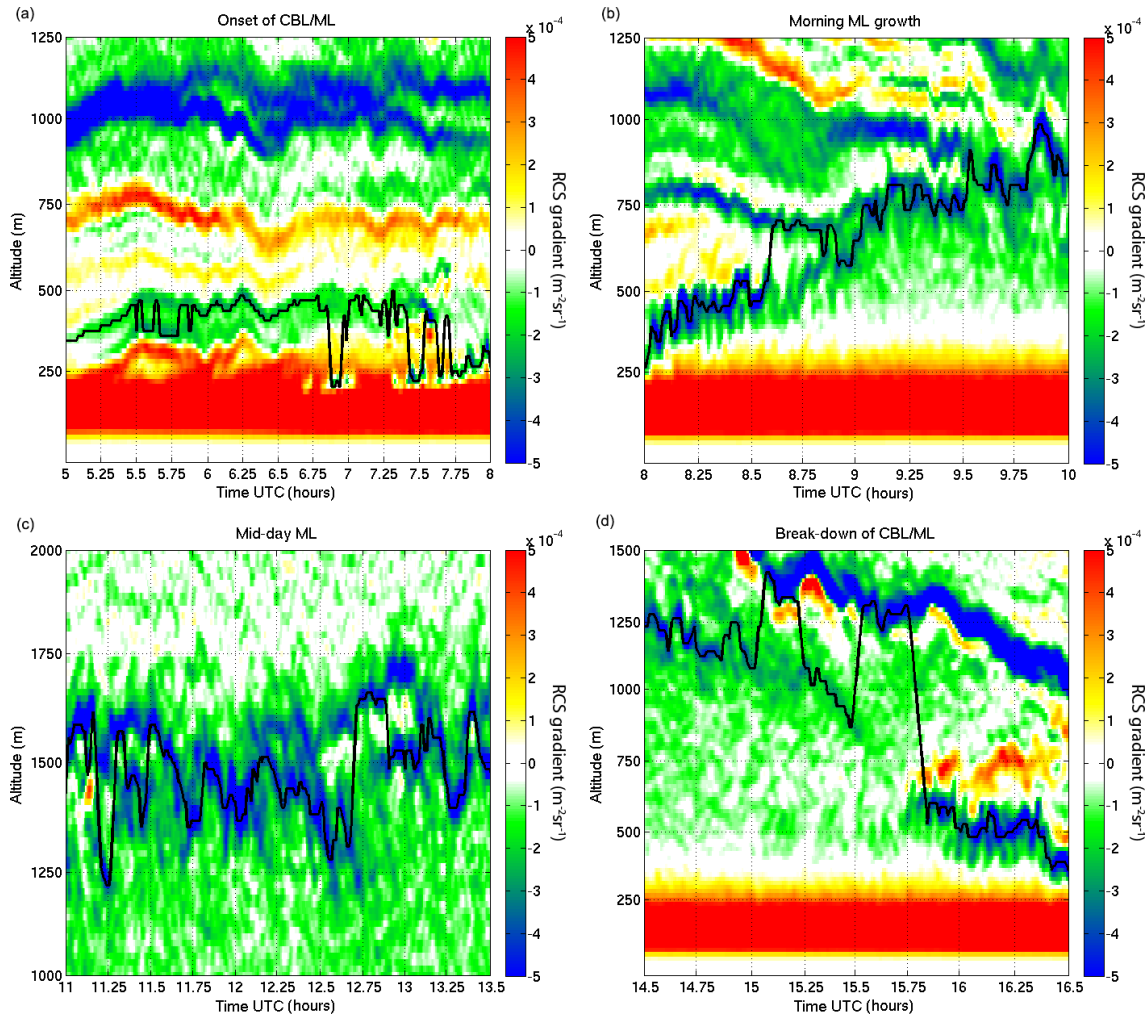 (a)
Onset of CBL/ML
x 10⁻⁴
1250
1000
750
500
250
Altitude (m)
5 5.25 5.5 5.75 6 6.25 6.5 6.75 7 7.25 7.5 7.75 8
Time UTC (hours)
5
4
3
2
1
0
-1
-2
-3
-4
-5
RCS gradient (m⁻²sr⁻¹)
(b)
Morning ML growth
x 10⁻⁴
1250
1000
750
500
250
Altitude (m)
8 8.25 8.5 8.75 9 9.25 9.5 9.75 10
Time UTC (hours)
5
4
3
2
1
0
-1
-2
-3
-4
-5
RCS gradient (m⁻²sr⁻¹)
(c)
Mid-day ML
x 10⁻⁴
2000
1750
1500
1250
1000
Altitude (m)
11 11.25 11.5 11.75 12 12.25 12.5 12.75 13 13.25 13.5
Time UTC (hours)
5
4
3
2
1
0
-1
-2
-3
-4
-5
RCS gradient (m⁻²sr⁻¹)
(d)
Break-down of CBL/ML
x 10⁻⁴
1500
1250
1000
750
500
250
Altitude (m)
14.5 14.75 15 15.25 15.5 15.75 16 16.25 16.5
Time UTC (hours)
5
4
3
2
1
0
-1
-2
-3
-4
-5
RCS gradient (m⁻²sr⁻¹)